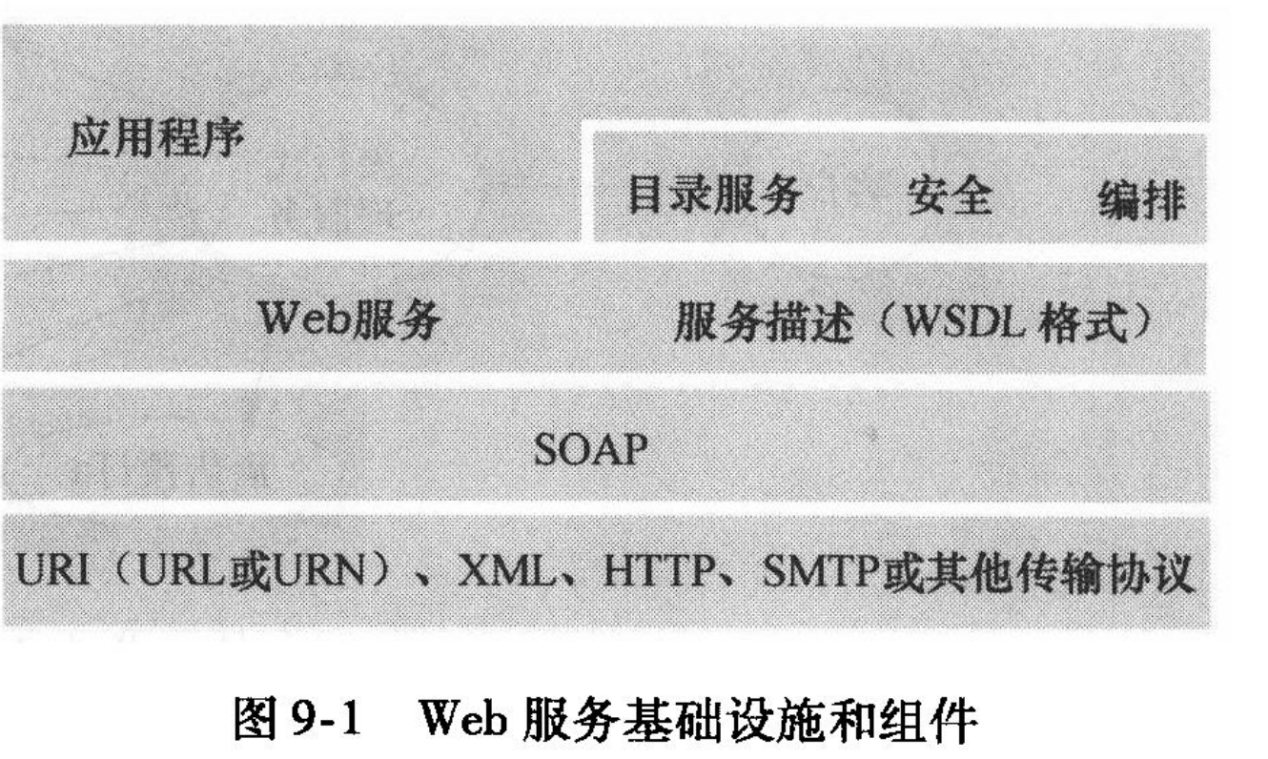 应用程序
目录服务 安全 编排
Web服务 服务描述（WSDL 格式）
SOAP
URI（URL或URN）、XML、HTTP、SMTP或其他传输协议
图 9-1 Web 服务基础设施和组件